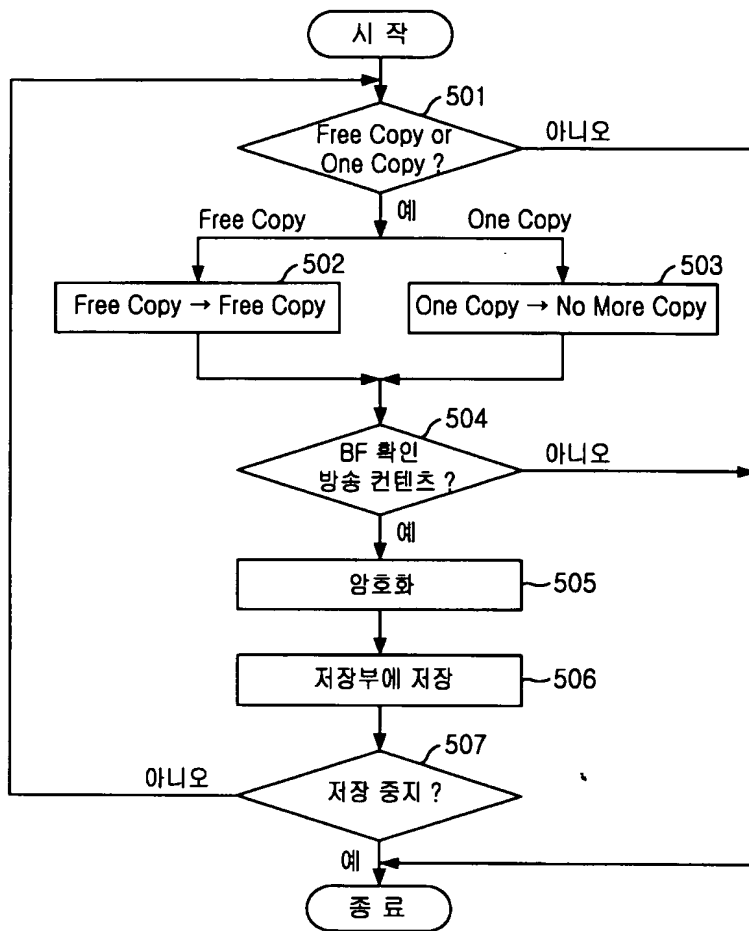 시 작
501
Free Copy or
One Copy ?
아니오
예
Free Copy
One Copy
502
503
Free Copy → Free Copy
One Copy → No More Copy
504
BF 확인
방송 컨텐츠 ?
아니오
예
암호화
505
저장부에 저장
506
507
아니오
저장 중지 ?
예
종 료